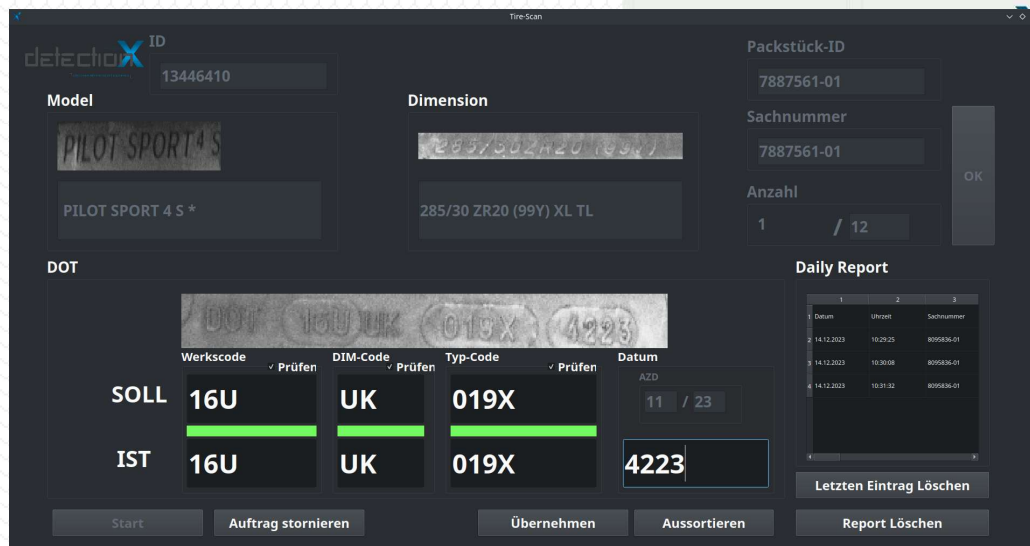 Tire-Scan
detectionX
ID
13446410
Packstück-ID
7887561-01
Model
Dimension
Sachnummer
7887561-01
PILOT SPORT 4 S
285/30ZR20 (99Y)
OK
PILOT SPORT 4 S *
285/30 ZR20 (99Y) XL TL
Anzahl
1 / 12
DOT
Daily Report
DOT 16U UK 019X 4223
1 2 3
1 Datum Uhrzeit Sachnummer
2 14.12.2023 10:29:25 8095836-01
3 14.12.2023 10:30:08 8095836-01
4 14.12.2023 10:31:32 8095836-01
Werkscode DIM-Code Typ-Code Datum
Prüfen Prüfen Prüfen
AZD
SOLL 16U UK 019X 11 / 23
IST 16U UK 019X 4223
Letzten Eintrag Löschen
Start Auftrag stornieren Übernehmen Aussortieren Report Löschen